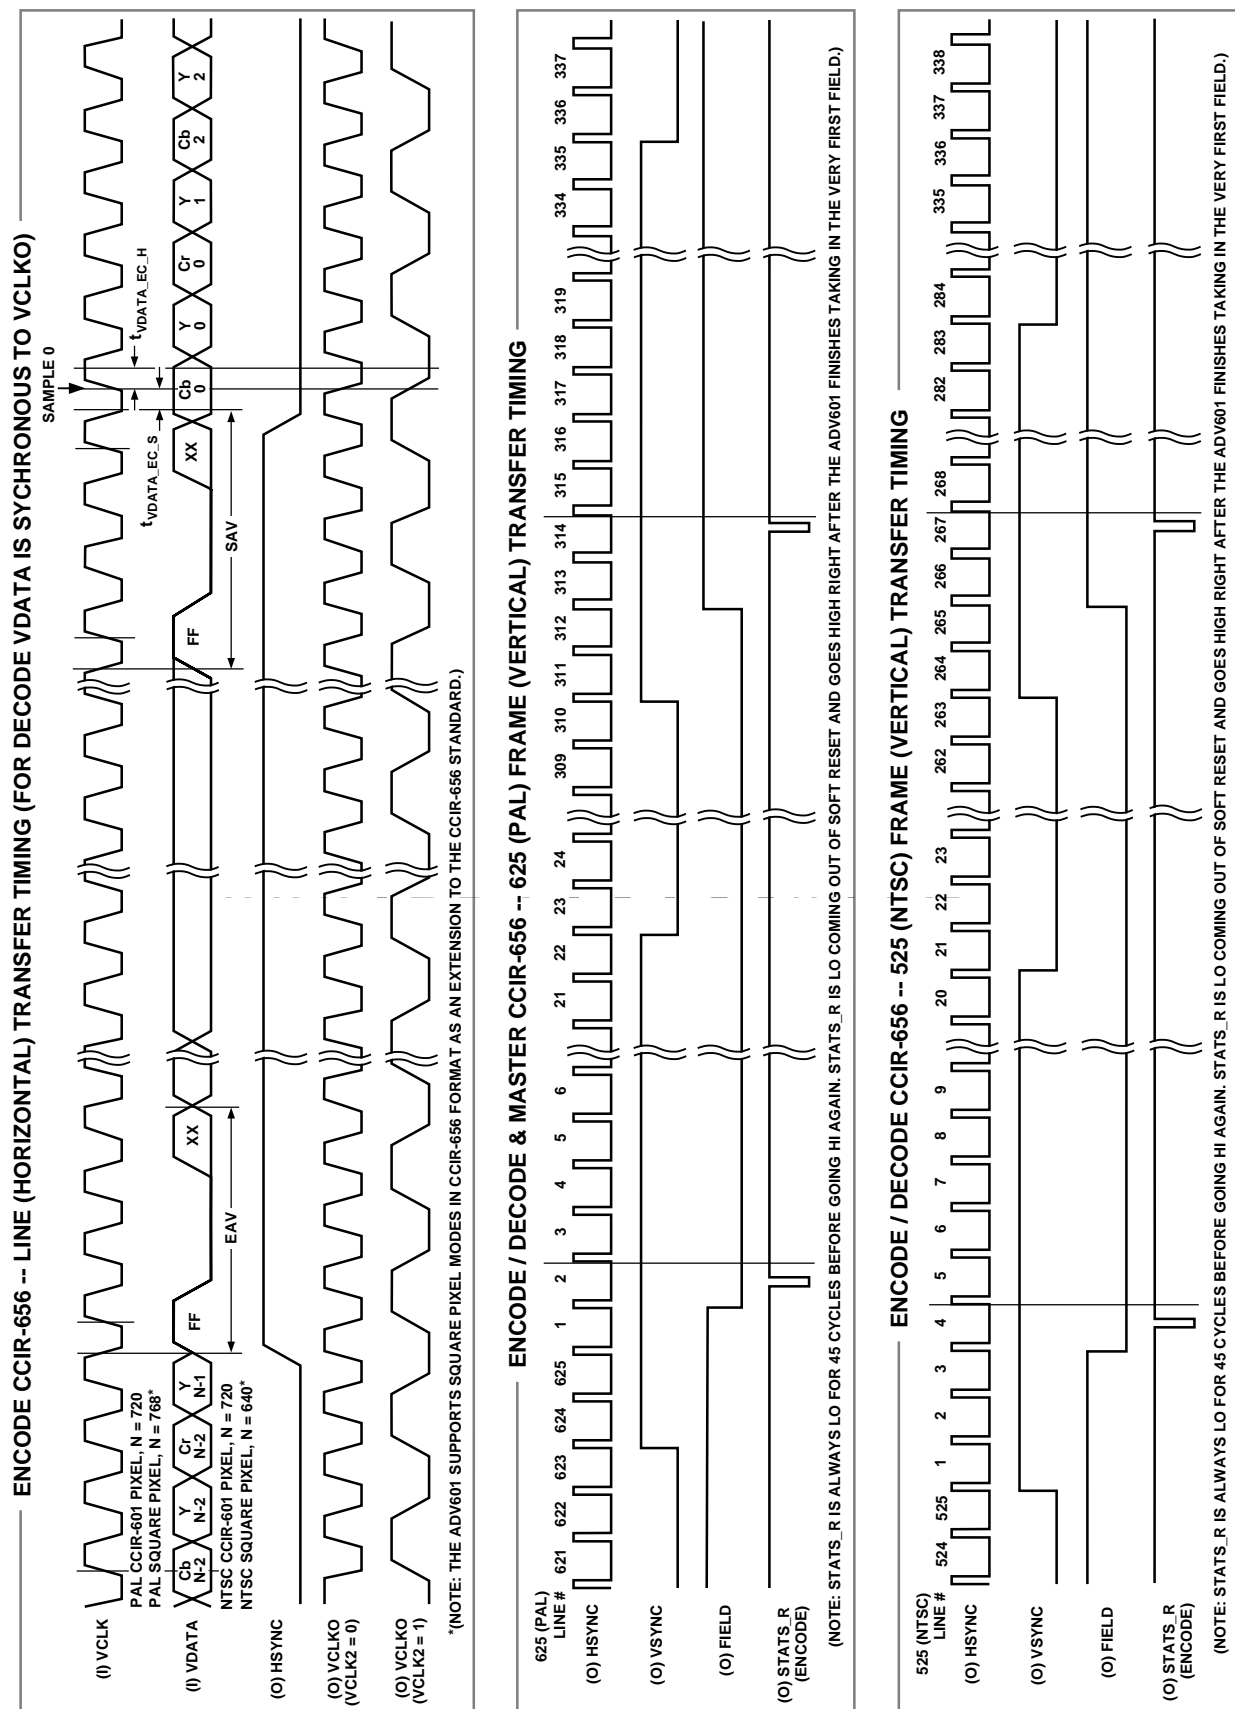 ENCODE CCIR-656 -- LINE (HORIZONTAL) TRANSFER TIMING (FOR DECODE VDATA IS SYCHRONOUS TO VCLKO)
SAMPLE 0
(I) VCLK
PAL CCIR-601 PIXEL, N = 720
PAL SQUARE PIXEL, N = 768*
tVDATA_EC_S
tVDATA_EC_H
(I) VDATA
Cb N-2 Y N-2 Cr N-2 Y N-1 FF XX FF XX Cb 0 Y 0 Cr 0 Y 1 Cb 2 Y 2
NTSC CCIR-601 PIXEL, N = 720
NTSC SQUARE PIXEL, N = 640*
EAV
SAV
(O) HSYNC
(O) VCLKO
(VCLK2 = 0)
(O) VCLKO
(VCLK2 = 1)
*(NOTE: THE ADV601 SUPPORTS SQUARE PIXEL MODES IN CCIR-656 FORMAT AS AN EXTENSION TO THE CCIR-656 STANDARD.)
ENCODE / DECODE & MASTER CCIR-656 -- 625 (PAL) FRAME (VERTICAL) TRANSFER TIMING
625 (PAL)
LINE # 621 622 623 624 625 1 2 3 4 5 6 21 22 23 24 309 310 311 312 313 314 315 316 317 318 319 334 335 336 337
(O) HSYNC
(O) VSYNC
(O) FIELD
(O) STATS_R
(ENCODE)
(NOTE: STATS_R IS ALWAYS LO FOR 45 CYCLES BEFORE GOING HI AGAIN. STATS_R IS LO COMING OUT OF SOFT RESET AND GOES HIGH RIGHT AFTER THE ADV601 FINISHES TAKING IN THE VERY FIRST FIELD.)
ENCODE / DECODE CCIR-656 -- 525 (NTSC) FRAME (VERTICAL) TRANSFER TIMING
525 (NTSC)
LINE # 524 525 1 2 3 4 5 6 7 8 9 20 21 22 23 262 263 264 265 266 267 268 282 283 284 335 336 337 338
(O) HSYNC
(O) VSYNC
(O) FIELD
(O) STATS_R
(ENCODE)
(NOTE: STATS_R IS ALWAYS LO FOR 45 CYCLES BEFORE GOING HI AGAIN. STATS_R IS LO COMING OUT OF SOFT RESET AND GOES HIGH RIGHT AFTER THE ADV601 FINISHES TAKING IN THE VERY FIRST FIELD.)